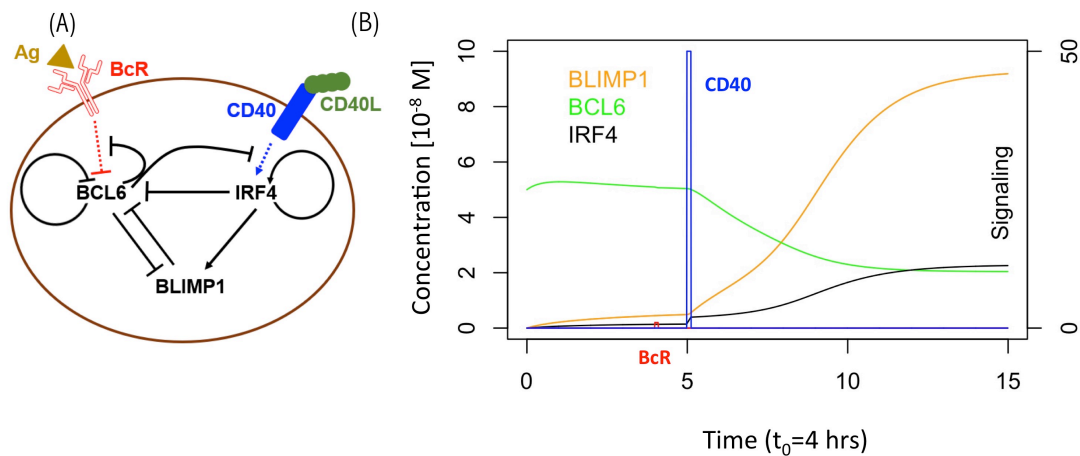 (A)
Ag
BcR
CD40
CD40L
BCL6
IRF4
BLIMP1
(B)
Concentration [10⁻⁸ M]
10
8
6
4
2
0
BLIMP1
BCL6
IRF4
CD40
BcR
50
0
Signaling
0
5
10
15
Time (t₀=4 hrs)